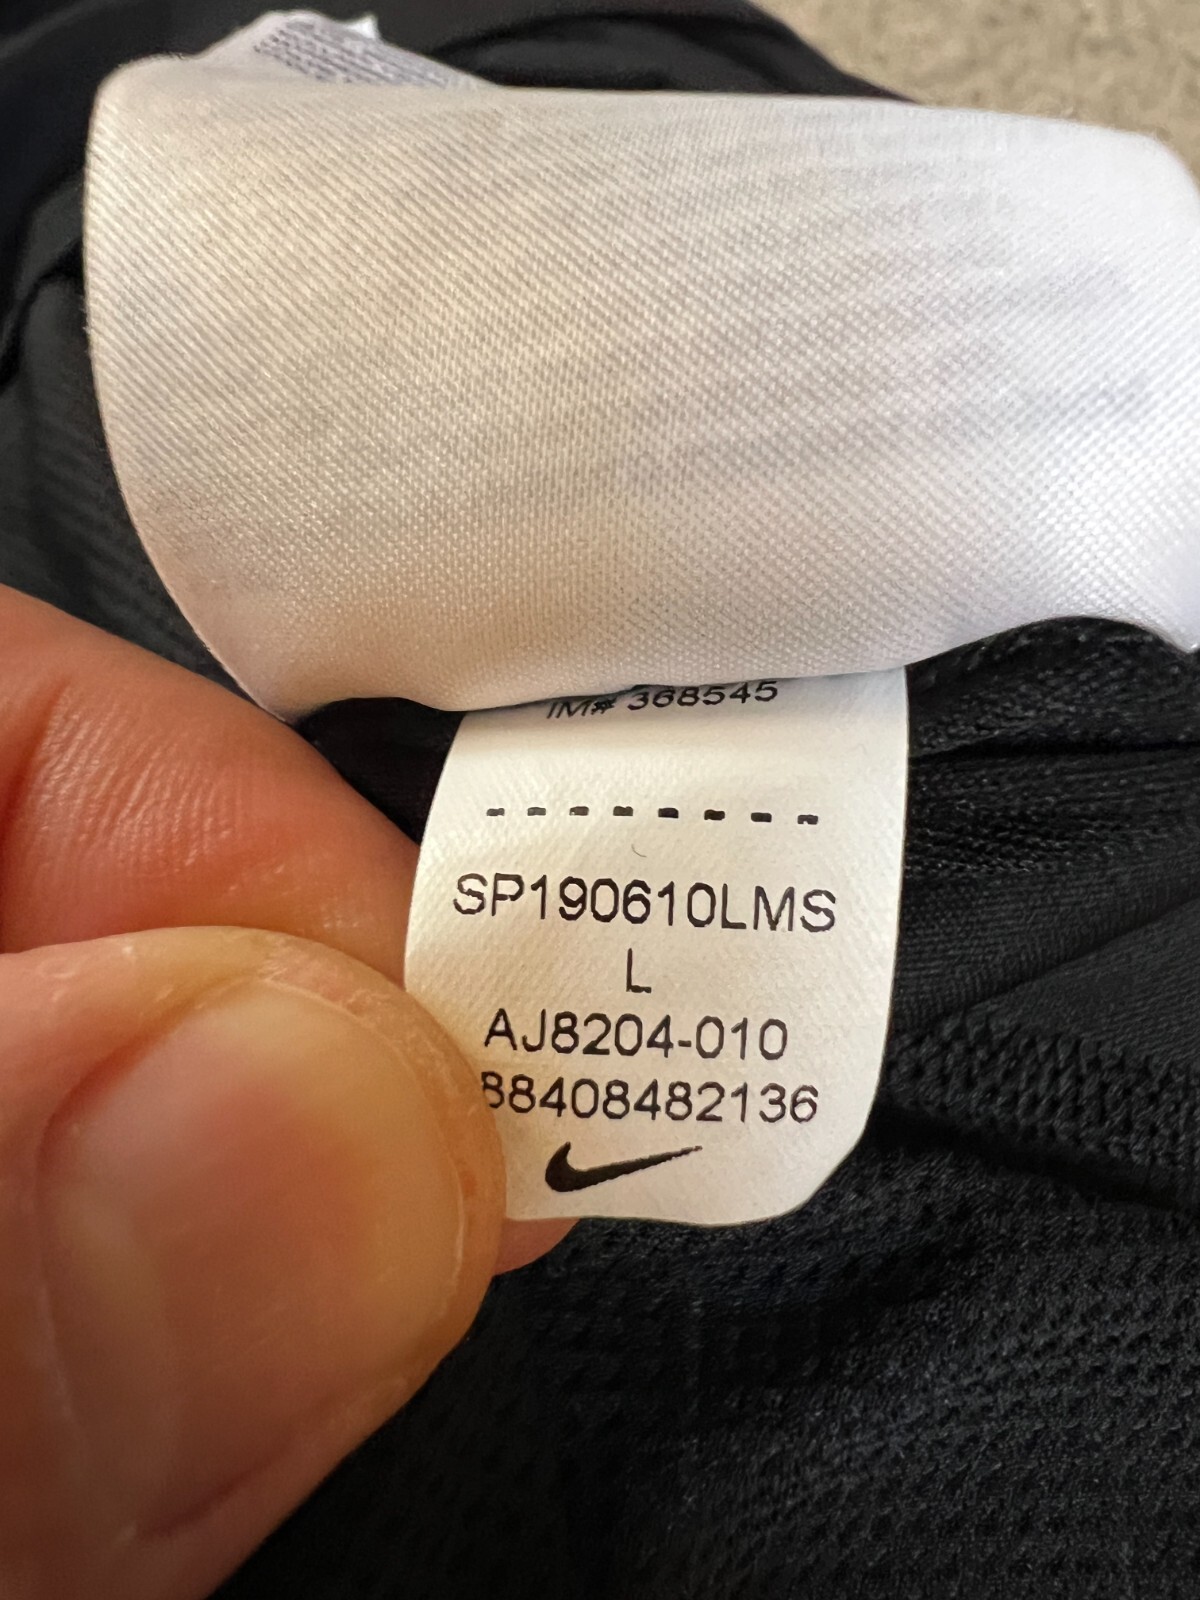 IM# 368545
- - - - - - - -
SP190610LMS
L
AJ8204-010
88408482136